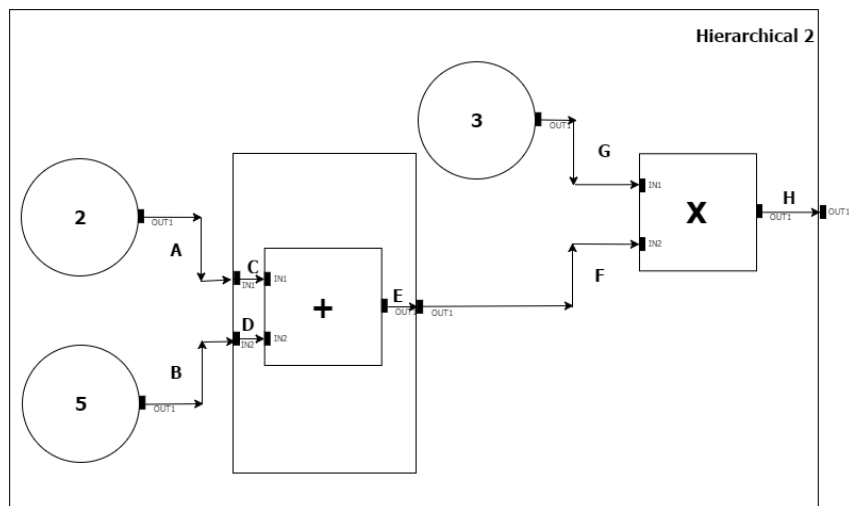 Hierarchical 2
3
OUT1
G
IN1
X
H
OUT1
OUT1
2
OUT1
A
C
IN1
IN1
IN2
F
+
E
OUT1
OUT1
D
IN2
IN2
B
5
OUT1